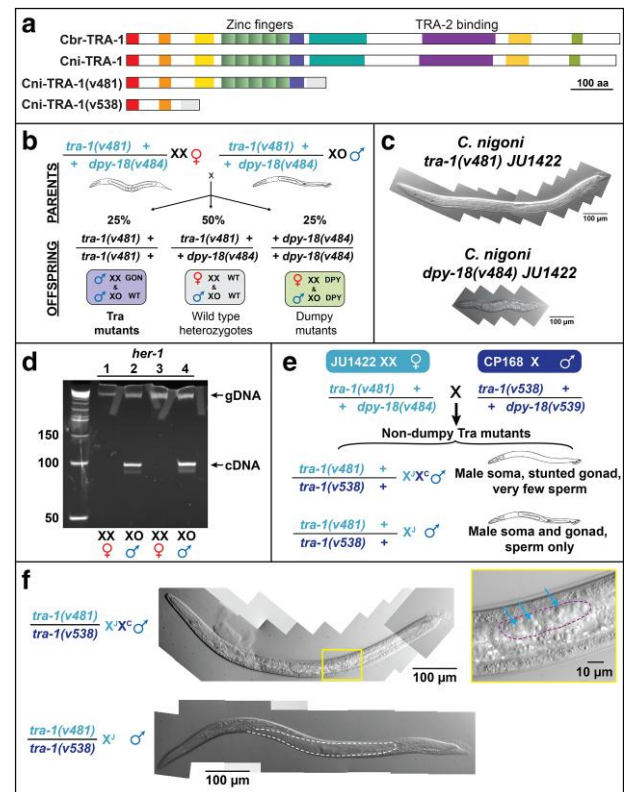 a
Zinc fingers
TRA-2 binding
Cbr-TRA-1
Cni-TRA-1
Cni-TRA-1(v481)
100 aa
Cni-TRA-1(v538)
b
PARENTS
tra-1(v481) +
+ dpy-18(v484)
XX ♀
x
tra-1(v481) +
+ dpy-18(v484)
XO ♂
25%
50%
25%
OFFSPRING
tra-1(v481) +
tra-1(v481) +
tra-1(v481) +
+ dpy-18(v484)
+ dpy-18(v484)
+ dpy-18(v484)
♂ XX GON
&
♂ XO WT
♀ XX WT
&
♂ XO WT
♀ XX DPY
&
♂ XO DPY
Tra
mutants
Wild type
heterozygotes
Dumpy
mutants
c
C. nigoni
tra-1(v481) JU1422
100 µm
C. nigoni
dpy-18(v484) JU1422
100 µm
d
her-1
1 2 3 4
gDNA
150
100
cDNA
50
XX XO XX XO
♀ ♂ ♀ ♂
e
JU1422 XX ♀
CP168 X ♂
tra-1(v481) +
+ dpy-18(v484)
X
tra-1(v538) +
+ dpy-18(v539)
Non-dumpy Tra mutants
tra-1(v481) +
tra-1(v538) +
XᴶXᶜ♂
Male soma, stunted gonad,
very few sperm
tra-1(v481) +
tra-1(v538) +
Xᴶ ♂
Male soma and gonad,
sperm only
f
tra-1(v481)
tra-1(v538)
XᴶXᶜ♂
100 µm
10 µm
tra-1(v481)
tra-1(v538)
Xᴶ ♂
100 µm